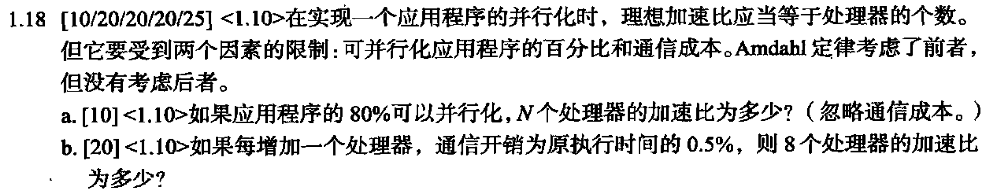 1.18 [10/20/20/20/25] <1.10>在实现一个应用程序的并行化时，理想加速比应当等于处理器的个数。
但它要受到两个因素的限制：可并行化应用程序的百分比和通信成本。Amdahl 定律考虑了前者，
但没有考虑后者。
a. [10] <1.10>如果应用程序的 80%可以并行化，N 个处理器的加速比为多少？（忽略通信成本。）
b. [20] <1.10>如果每增加一个处理器，通信开销为原执行时间的 0.5%，则 8 个处理器的加速比
为多少？